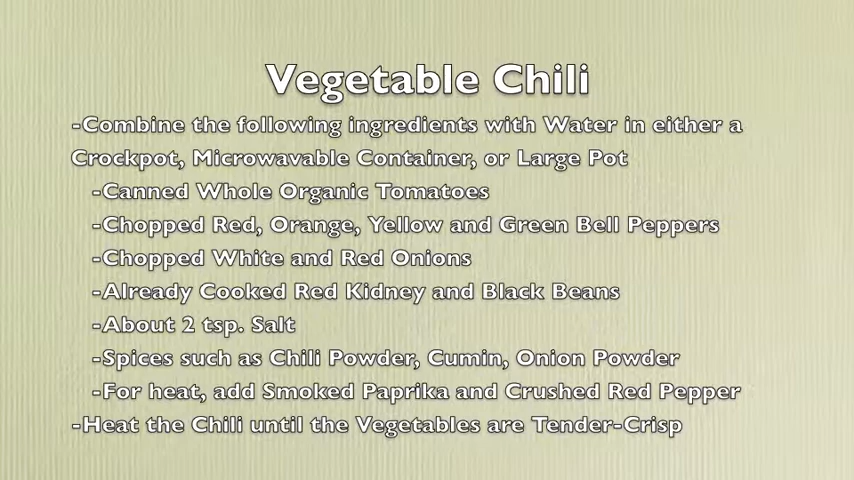 Vegetable Chili
-Combine the following ingredients with Water in either a
Crockpot, Microwavable Container, or Large Pot
-Canned Whole Organic Tomatoes
-Chopped Red, Orange, Yellow and Green Bell Peppers
-Chopped White and Red Onions
-Already Cooked Red Kidney and Black Beans
-About 2 tsp. Salt
-Spices such as Chili Powder, Cumin, Onion Powder
-For heat, add Smoked Paprika and Crushed Red Pepper
-Heat the Chili until the Vegetables are Tender-Crisp